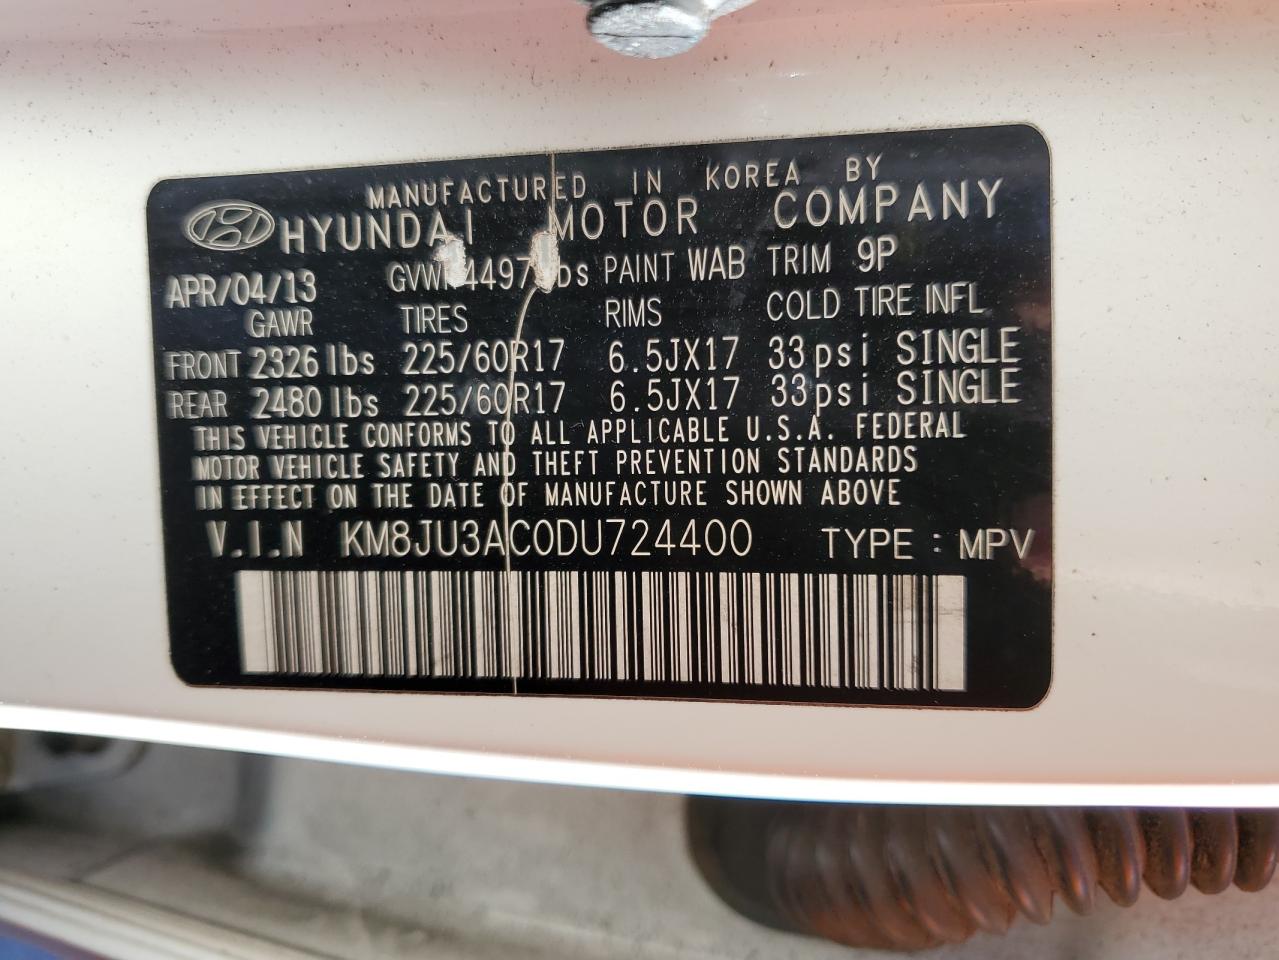 MANUFACTURED IN KOREA BY
HYUNDAI MOTOR COMPANY
APR/04/13 GVWR 4497 lbs PAINT WAB TRIM 9P
GAWR TIRES RIMS COLD TIRE INFL
FRONT 2326 lbs 225/60R17 6.5JX17 33psi SINGLE
REAR 2480 lbs 225/60R17 6.5JX17 33psi SINGLE
THIS VEHICLE CONFORMS TO ALL APPLICABLE U.S.A. FEDERAL
MOTOR VEHICLE SAFETY AND THEFT PREVENTION STANDARDS
IN EFFECT ON THE DATE OF MANUFACTURE SHOWN ABOVE
V.I.N KM8JU3AC0DU724400 TYPE : MPV